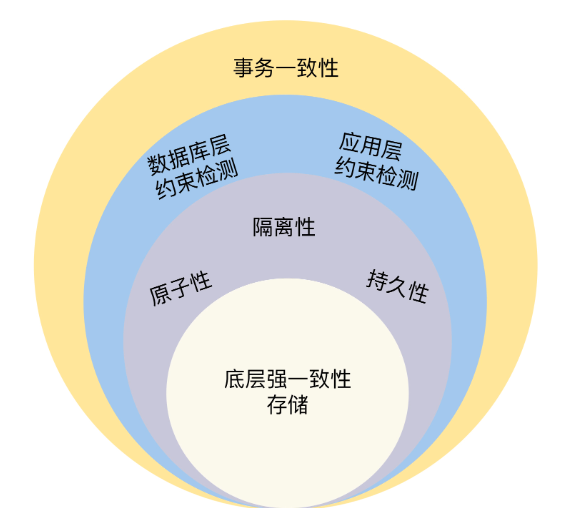 事务一致性
数据库层
约束检测
应用层
约束检测
隔离性
原子性
持久性
底层强一致性
存储